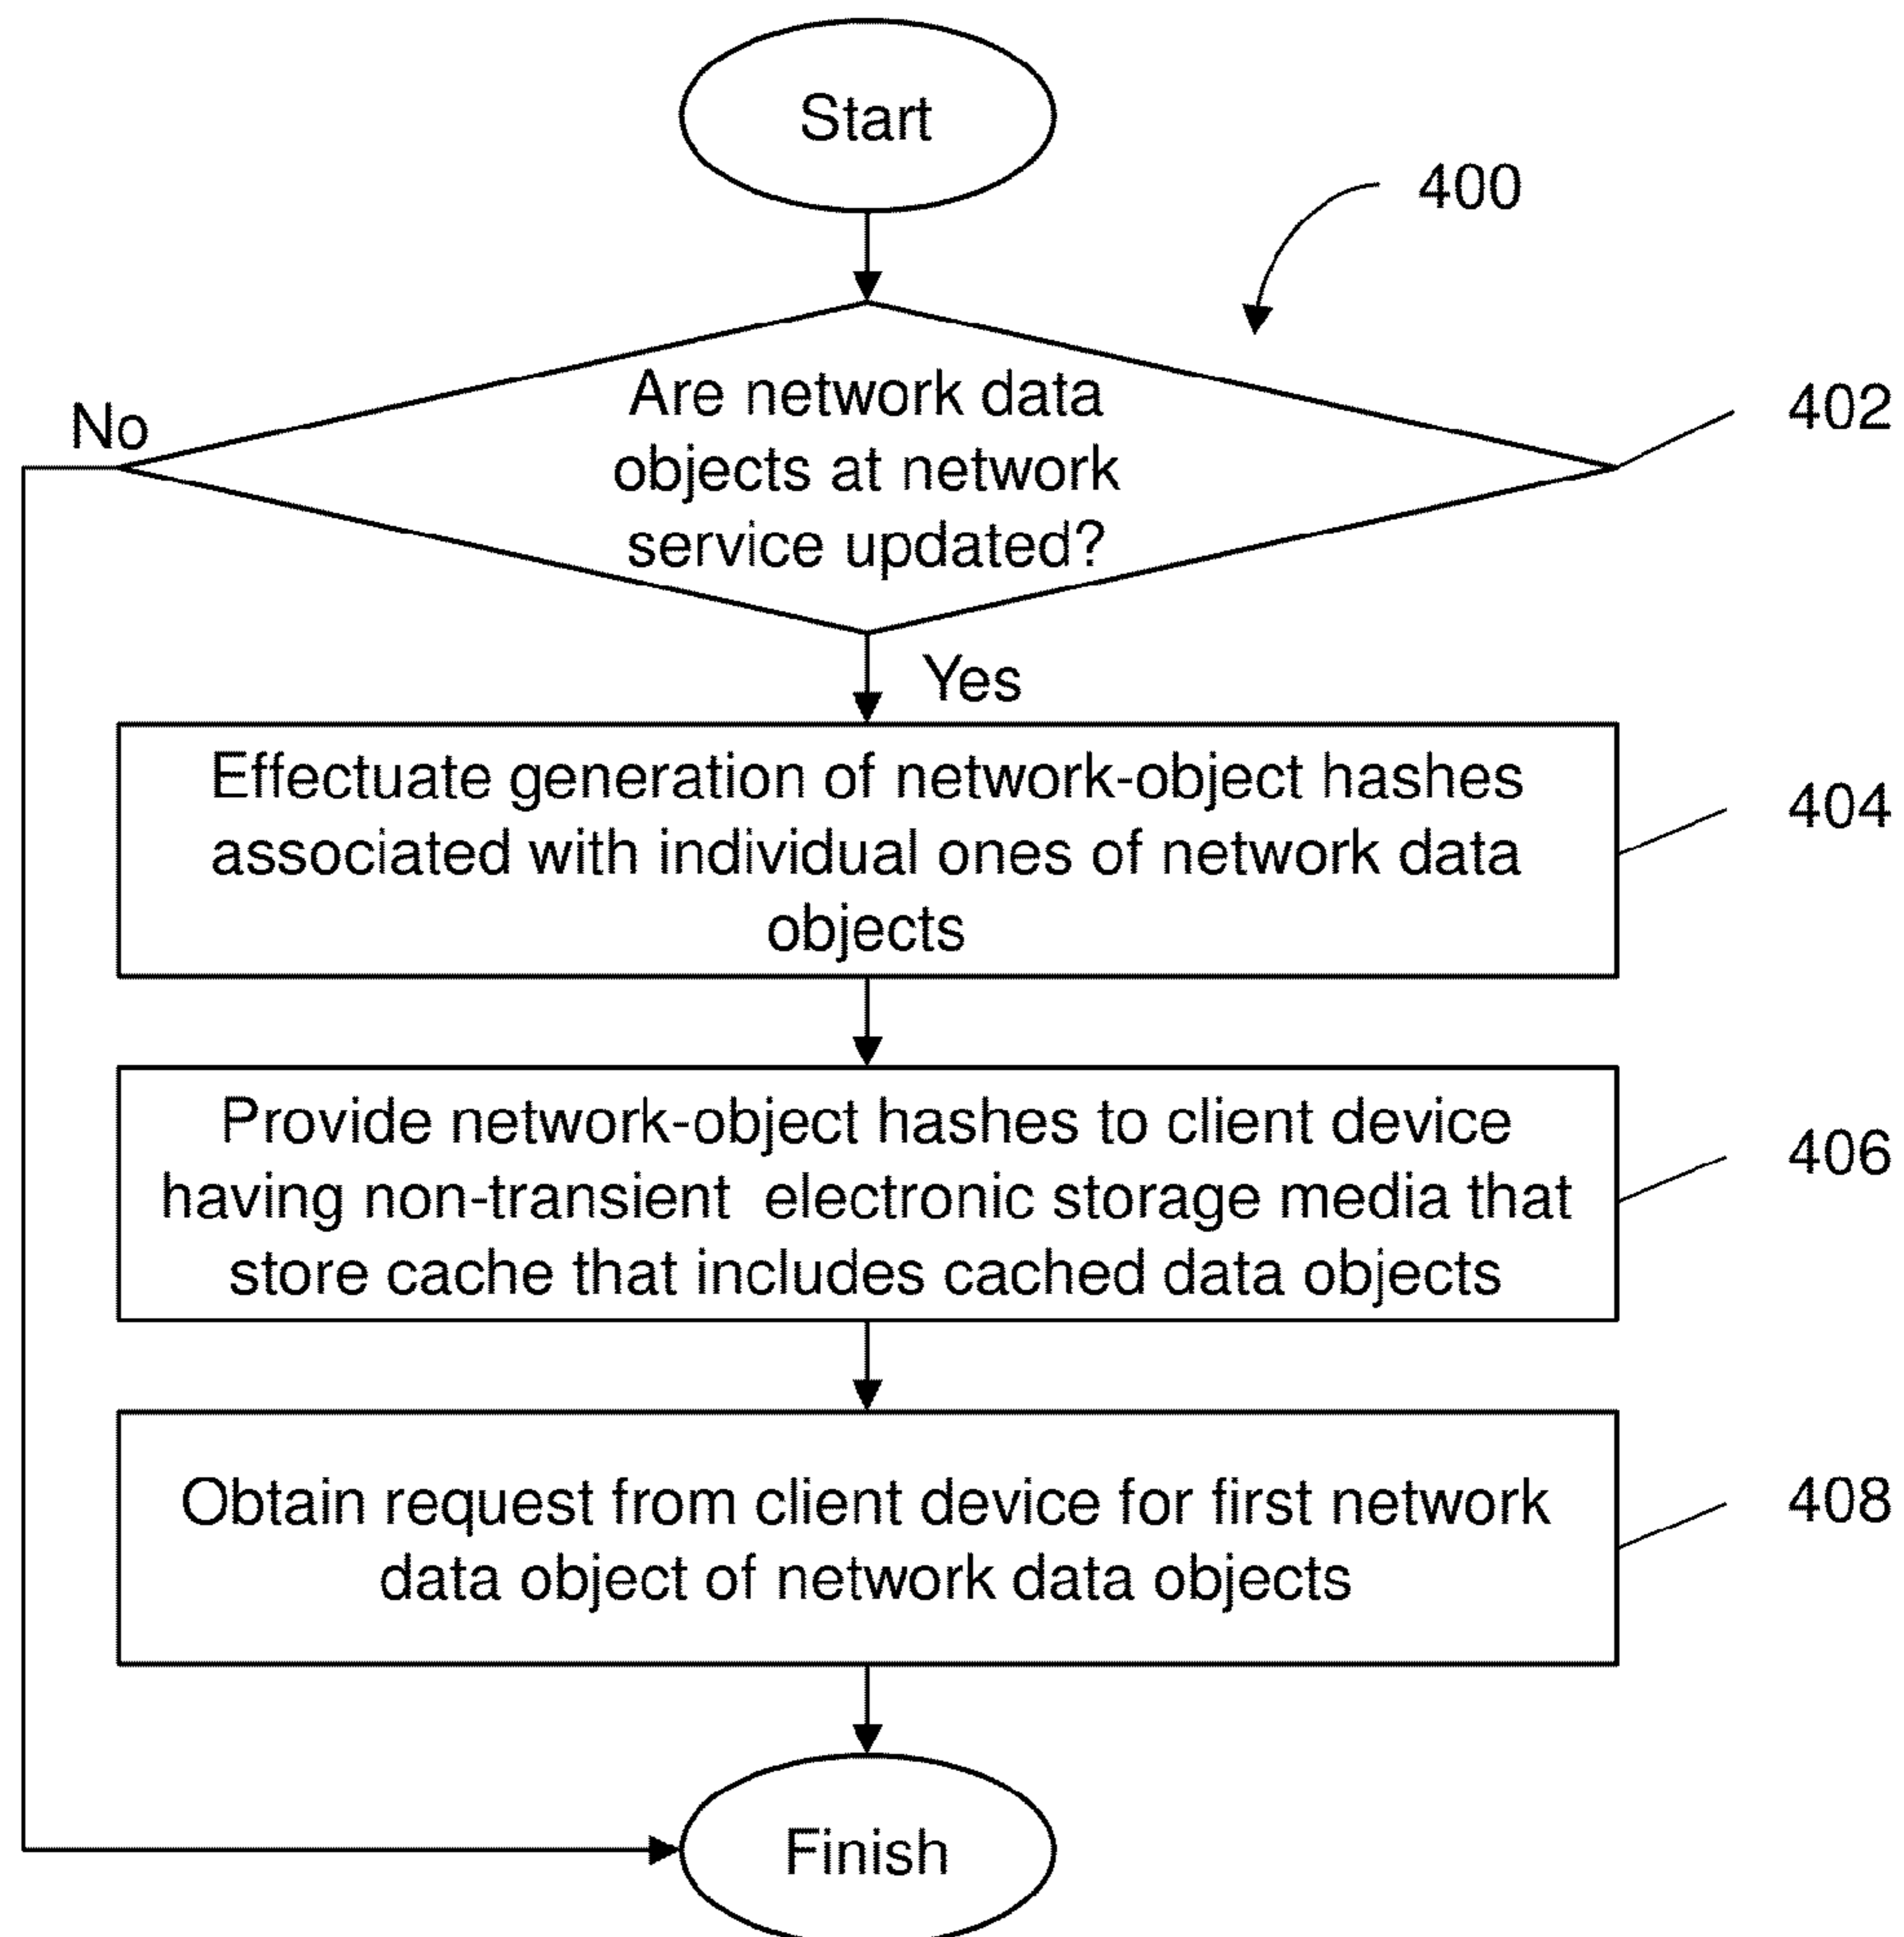 Start
400
Are network data
objects at network
service updated?
402
No
Yes
Effectuate generation of network-object hashes
associated with individual ones of network data
objects
404
Provide network-object hashes to client device
having non-transient electronic storage media that
store cache that includes cached data objects
406
Obtain request from client device for first network
data object of network data objects
408
Finish